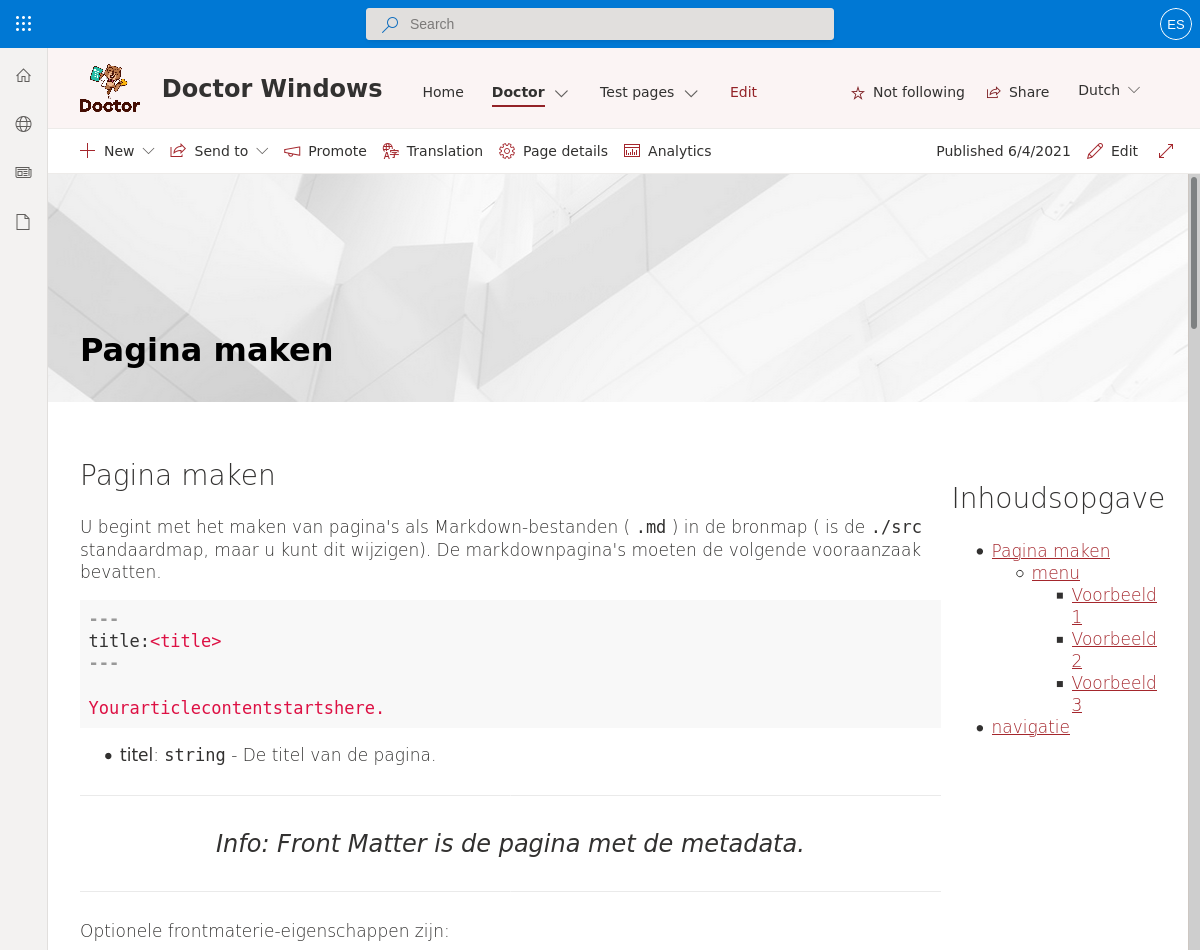 Search
ES
Doctor
Doctor Windows
Home
Doctor
Test pages
Edit
Not following
Share
Dutch
New
Send to
Promote
Translation
Page details
Analytics
Published 6/4/2021
Edit
Pagina maken
Pagina maken
U begint met het maken van pagina's als Markdown-bestanden ( .md ) in de bronmap ( is de ./src
standaardmap, maar u kunt dit wijzigen). De markdownpagina's moeten de volgende vooraanzaak
bevatten.
---
title:<title>
---
Yourarticlecontentstartshere.
• titel: string - De titel van de pagina.
Info: Front Matter is de pagina met de metadata.
Optionele frontmaterie-eigenschappen zijn:
Inhoudsopgave
• Pagina maken
○ menu
▪ Voorbeeld
1
▪ Voorbeeld
2
▪ Voorbeeld
3
• navigatie